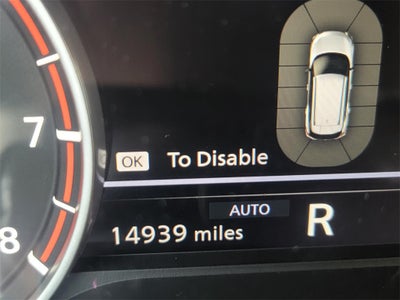 7
OK To Disable
AUTO
8
14939 miles R